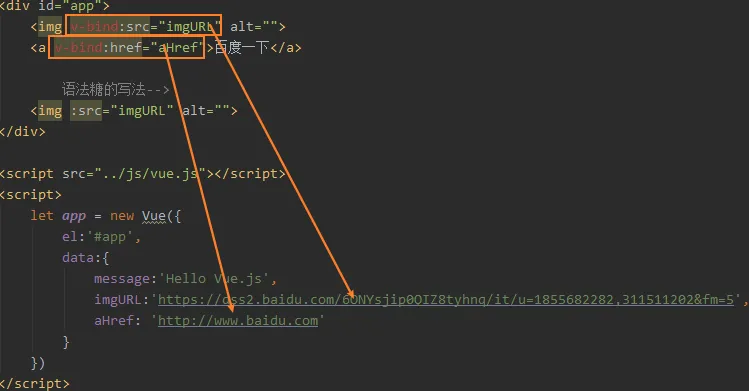 <div id="app">
<img v-bind:src="imgURL" alt="">
<a v-bind:href="aHref">百度一下</a>
语法糖的写法-->
<img :src="imgURL" alt="">
</div>
<script src="../js/vue.js"></script>
<script>
let app = new Vue({
el:'#app',
data:{
message:'Hello Vue.js',
imgURL:'https://dss2.baidu.com/6ONYsjip0QIZ8tyhnq/it/u=1855682282,311511202&fm=5',
aHref: 'http://www.baidu.com'
}
})
</script>